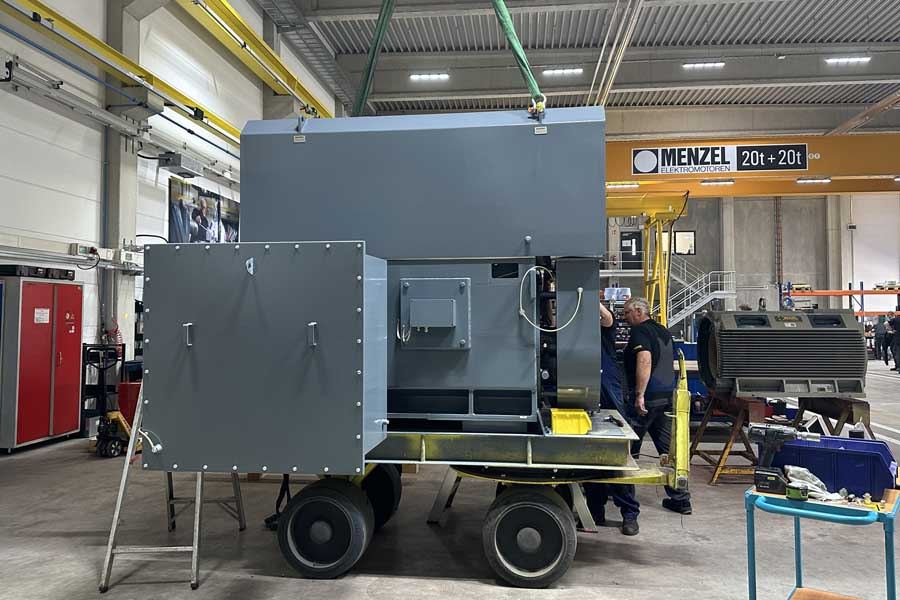 MENZEL
ELEKTROMOTOREN
20t + 20t